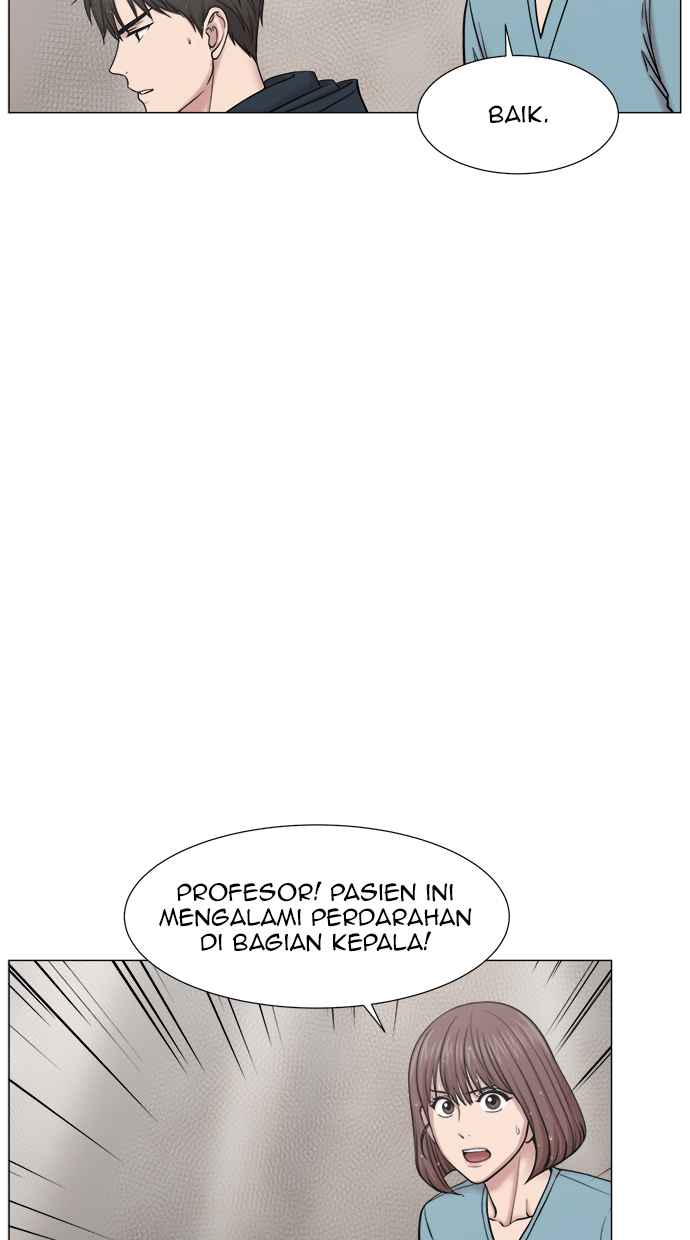 BAIK.
PROFESOR! PASIEN INI
MENGALAMI PERDARAHAN
DI BAGIAN KEPALA!